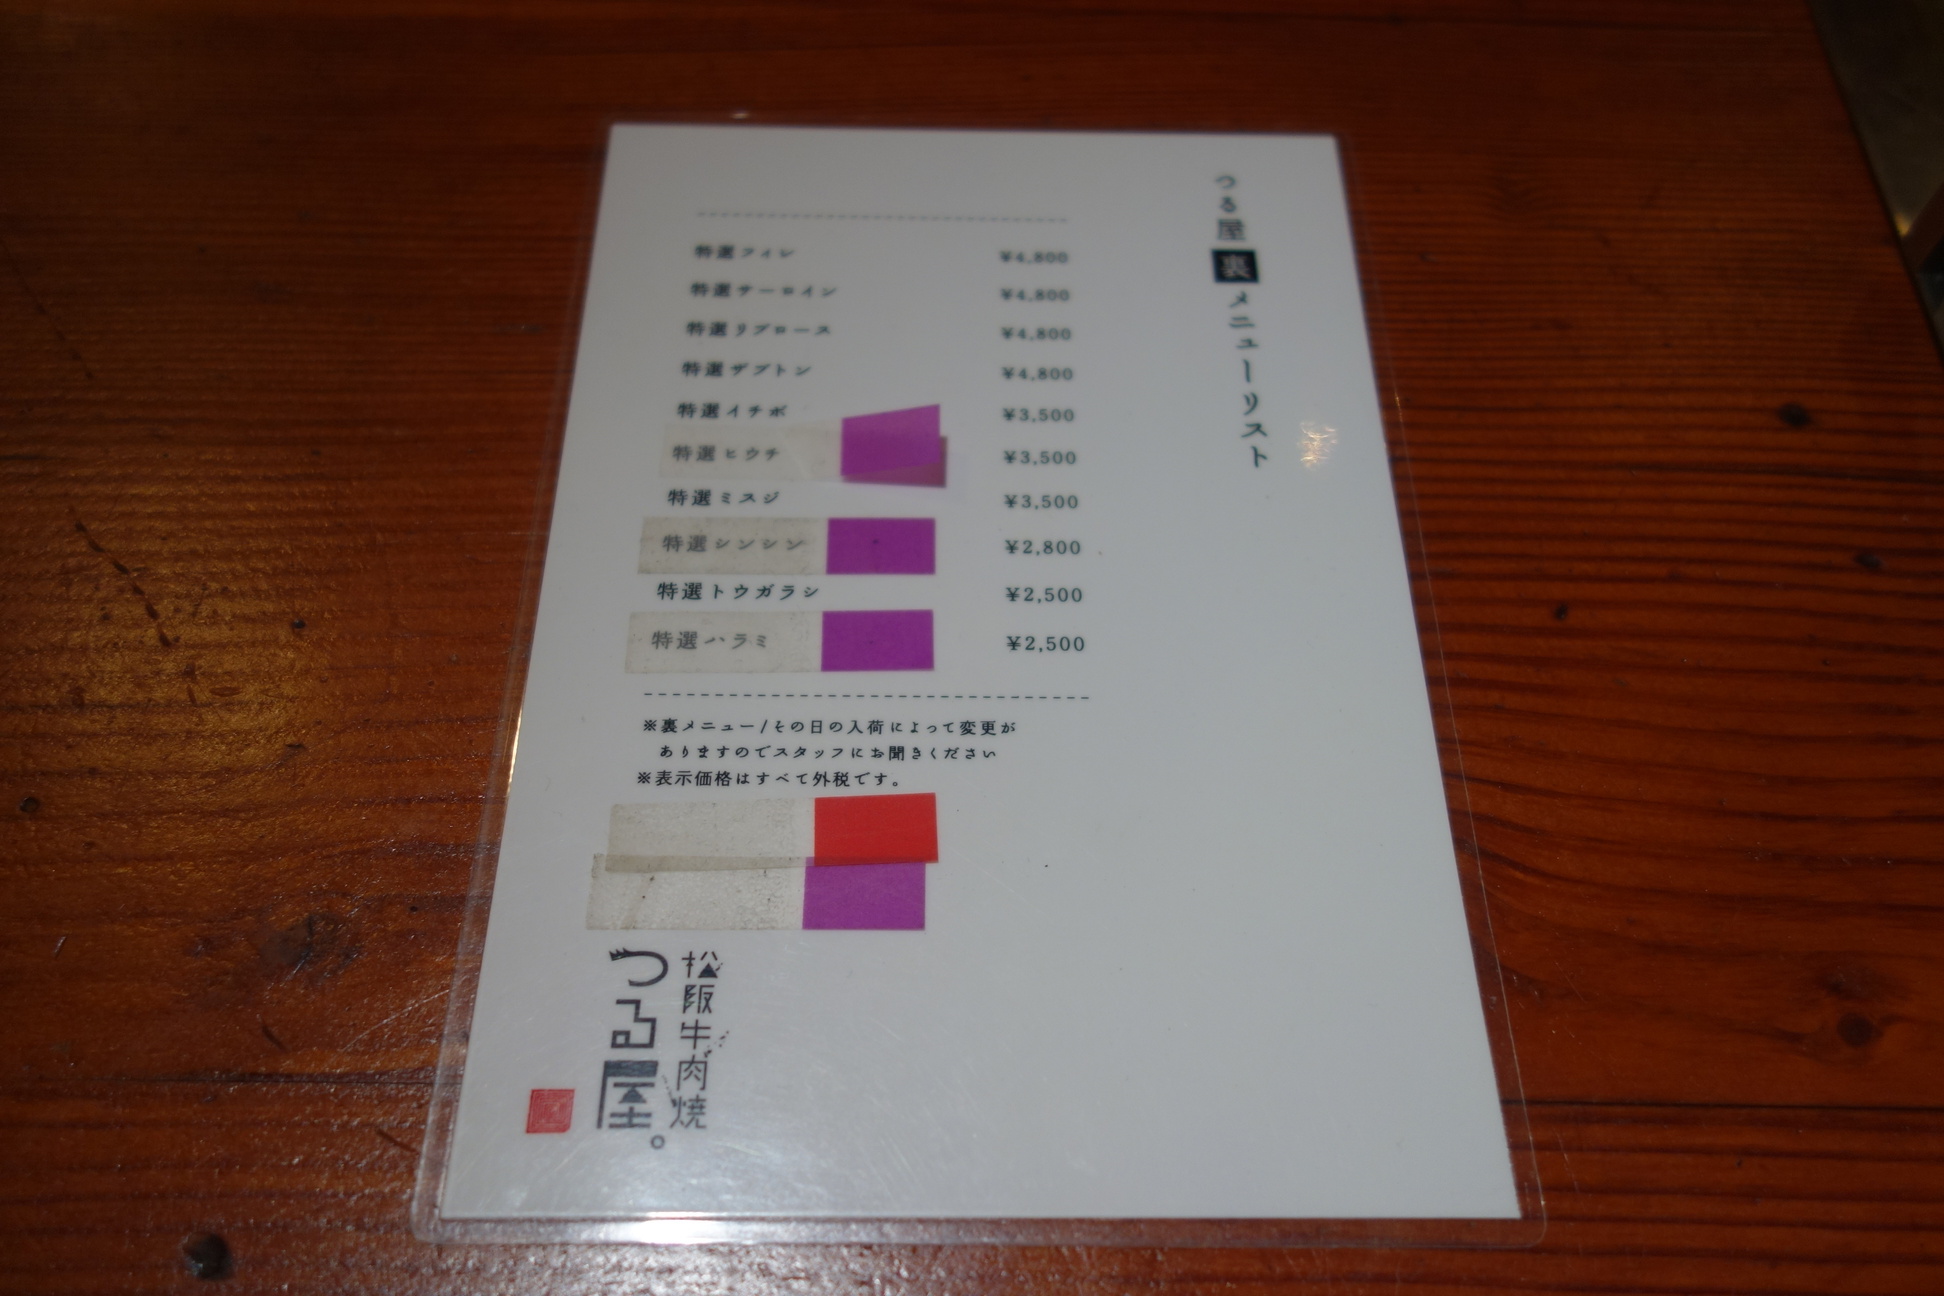 つる屋裏メニューリスト
特選フィレ ¥4,800
特選サーロイン ¥4,800
特選リブロース ¥4,800
特選ザブトン ¥4,800
特選イチボ ¥3,500
特選ヒウチ ¥3,500
特選ミスジ ¥3,500
特選シンシン ¥2,800
特選トウガラシ ¥2,500
特選ハラミ ¥2,500
※裏メニュー/その日の入荷によって変更が
ありますのでスタッフにお聞きください
※表示価格はすべて外税です。
松阪牛肉焼
つる屋。